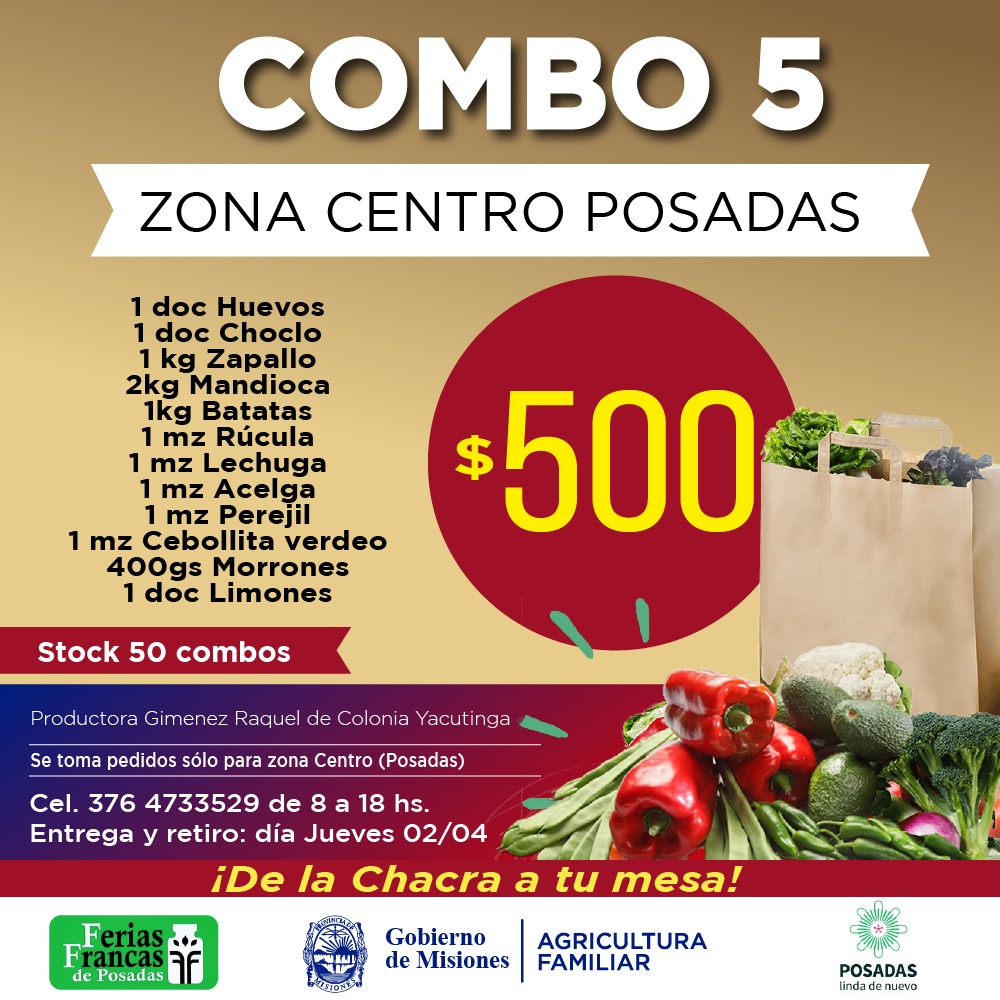 COMBO 5
ZONA CENTRO POSADAS
1 doc Huevos
1 doc Choclo
1 kg Zapallo
2kg Mandioca
1kg Batatas
1 mz Rúcula
1 mz Lechuga
1 mz Acelga
1 mz Perejil
1 mz Cebollita verdeo
400gs Morrones
1 doc Limones
$500
Stock 50 combos
Productora Gimenez Raquel de Colonia Yacutinga
Se toma pedidos sólo para zona Centro (Posadas)
Cel. 376 4733529 de 8 a 18 hs.
Entrega y retiro: día Jueves 02/04
¡De la Chacra a tu mesa!
Ferias
Francas
de Posadas
PROVINCIA DE
MISIONES
Gobierno
de Misiones
AGRICULTURA
FAMILIAR
POSADAS
linda de nuevo